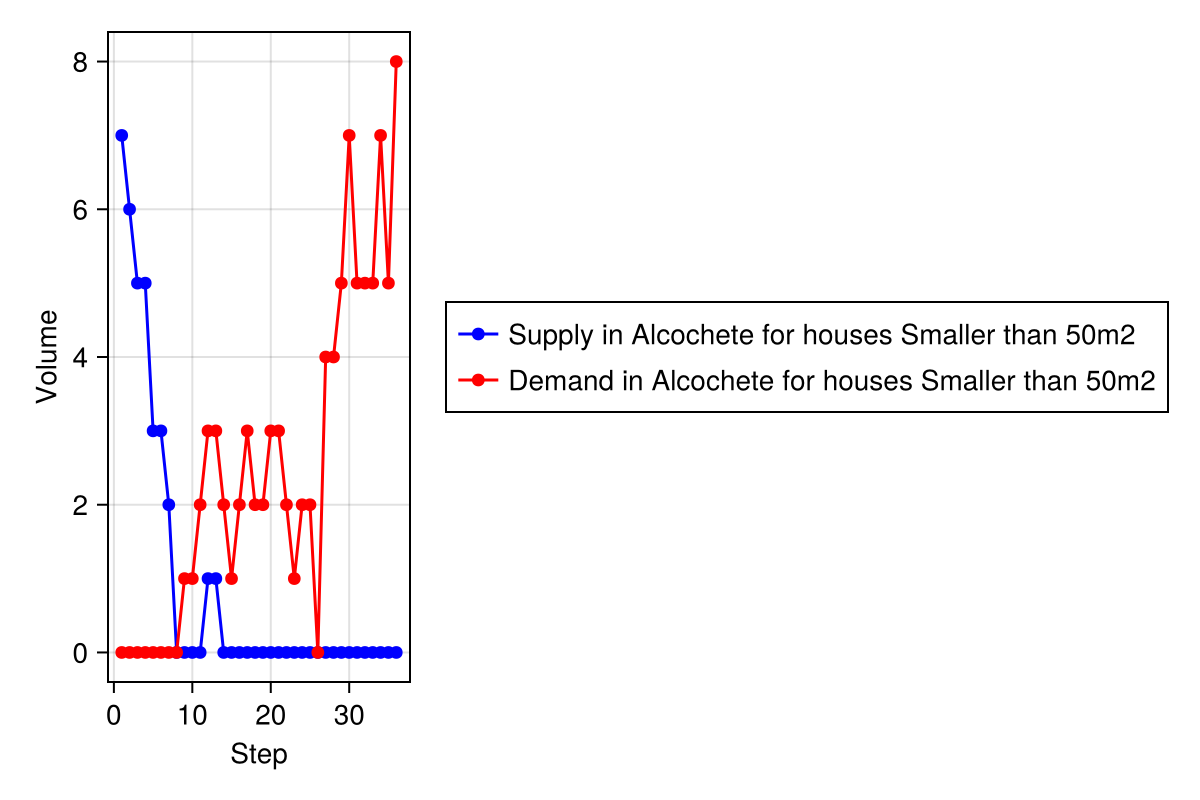 8
6
4
2
0
Volume
0 10 20 30
Step
Supply in Alcochete for houses Smaller than 50m2
Demand in Alcochete for houses Smaller than 50m2